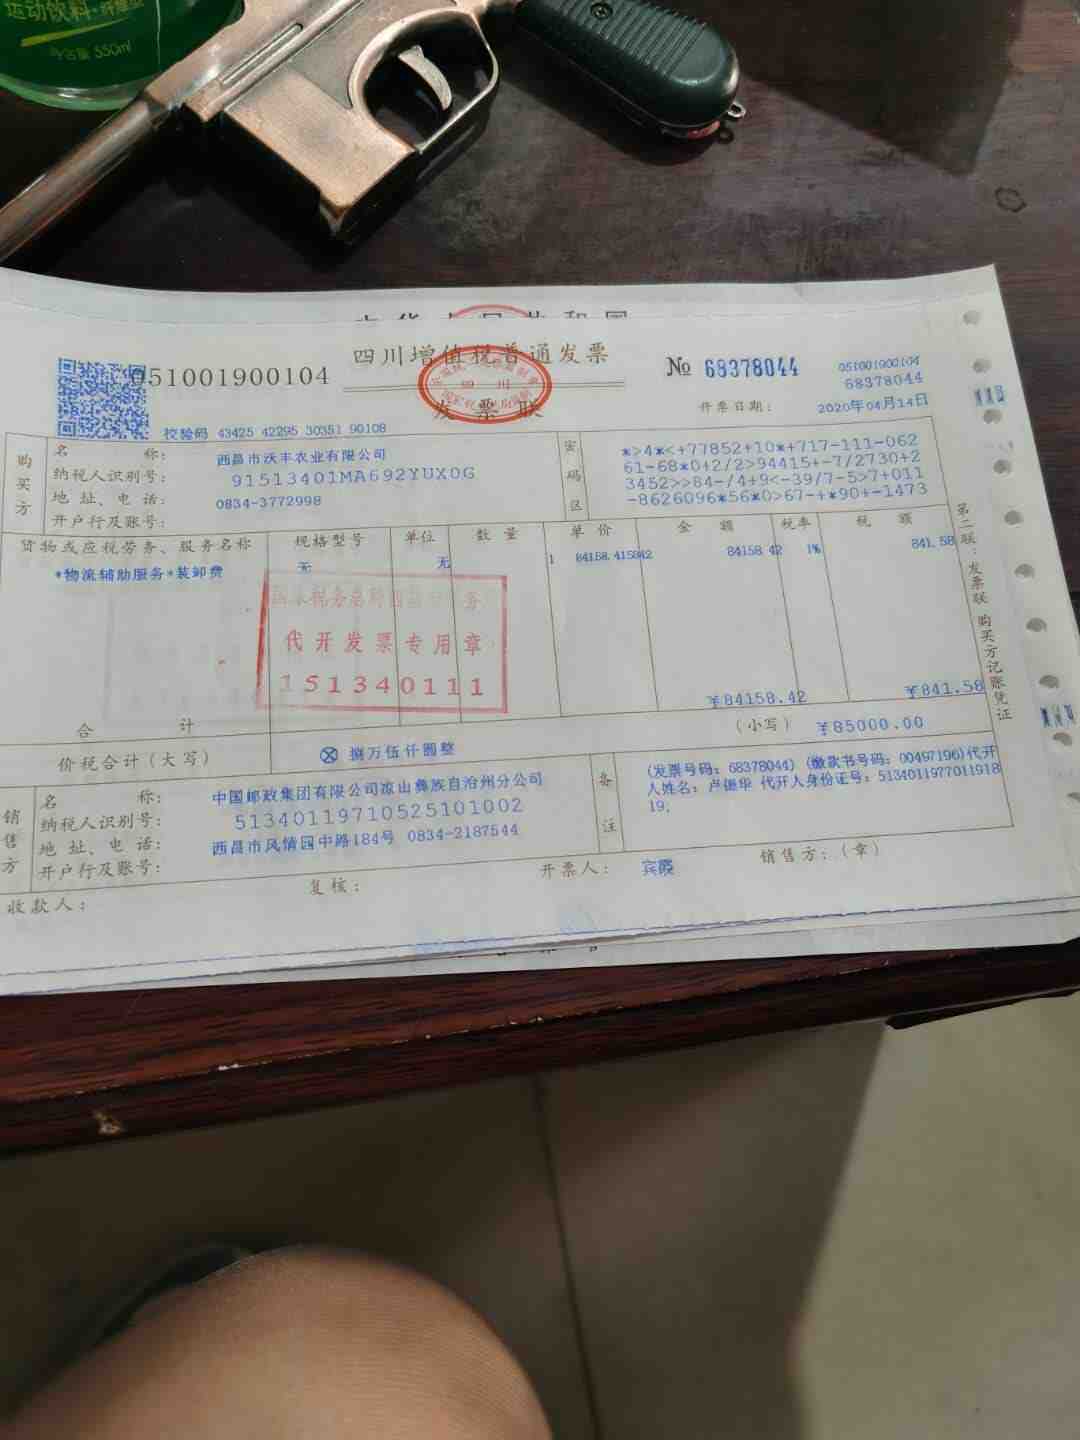 运动饮料
550ml
四川增值税普通发票
发票联
051001900104
№ 68378044
051001900104
68378044
校验码 43425 42295 30351 90108
开票日期: 2020年04月14日
购买方
名称: 西昌市沃丰农业有限公司
纳税人识别号: 91513401MA692YUX0G
地址、电话: 0834-3772998
开户行及账号:
密码区
*>4*<+77852+10*+717-111-062
61-68*0+2/2>94415+-7/2730+2
3452>>84-/4+9<-39/7-5>7+011
-8626096*56*0>67-+*90+-1473
货物或应税劳务、服务名称 规格型号 单位 数量 单价 金额 税率 税额
*物流辅助服务*装卸费 无 无 1 84158.415842 84158.42 1% 841.58
代开发票专用章
151340111
合计 ¥84158.42 ¥841.58
价税合计(大写) ⊗ 捌万伍仟圆整 (小写) ¥85000.00
销售方
名称: 中国邮政集团有限公司凉山彝族自治州分公司
纳税人识别号: 51340119710525101002
地址、电话: 西昌市风情园中路184号 0834-2187544
开户行及账号:
备注
(发票号码: 68378044) (缴款书号码: 00497196)代开
人姓名: 卢振华 代开人身份证号: 5134011977011918
19,
收款人: 复核: 开票人: 宾霞 销售方: (章)
第二联:发票联 购买方记账凭证